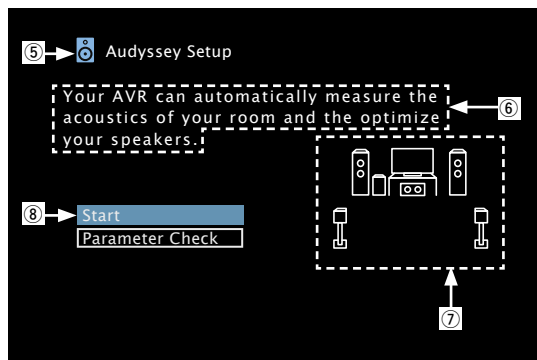 ⑤ Audyssey Setup
Your AVR can automatically measure the
acoustics of your room and the optimize
your speakers.
⑥
⑧ Start
Parameter Check
⑦